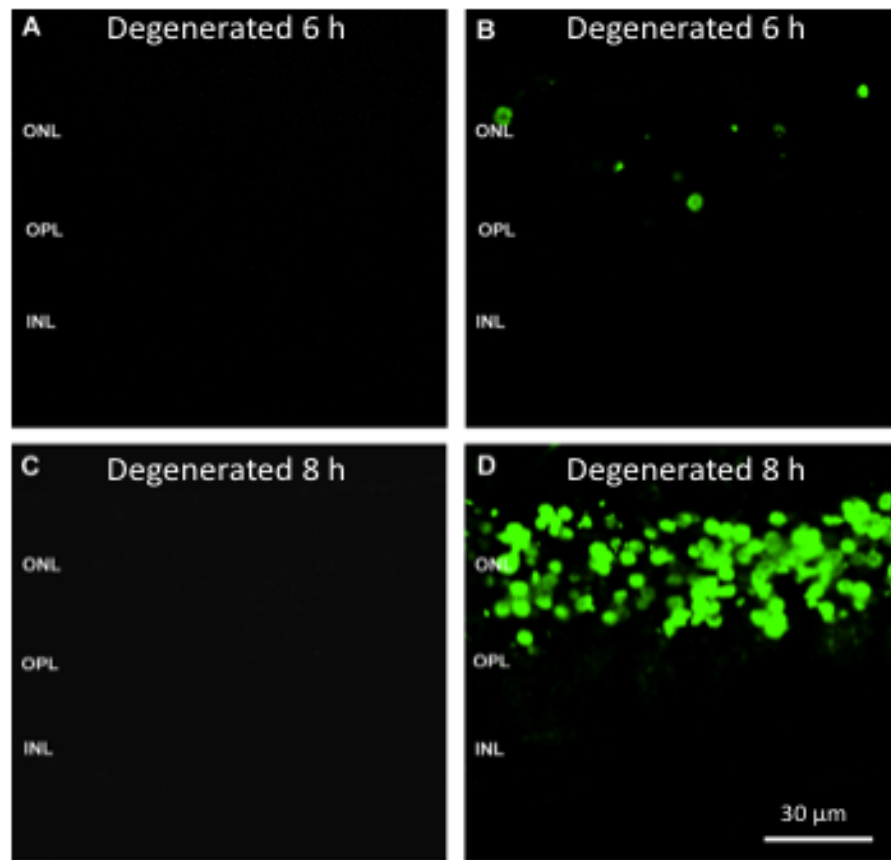 A Degenerated 6 h
ONL
OPL
INL
B Degenerated 6 h
ONL
OPL
INL
C Degenerated 8 h
ONL
OPL
INL
D Degenerated 8 h
ONL
OPL
INL
30 µm